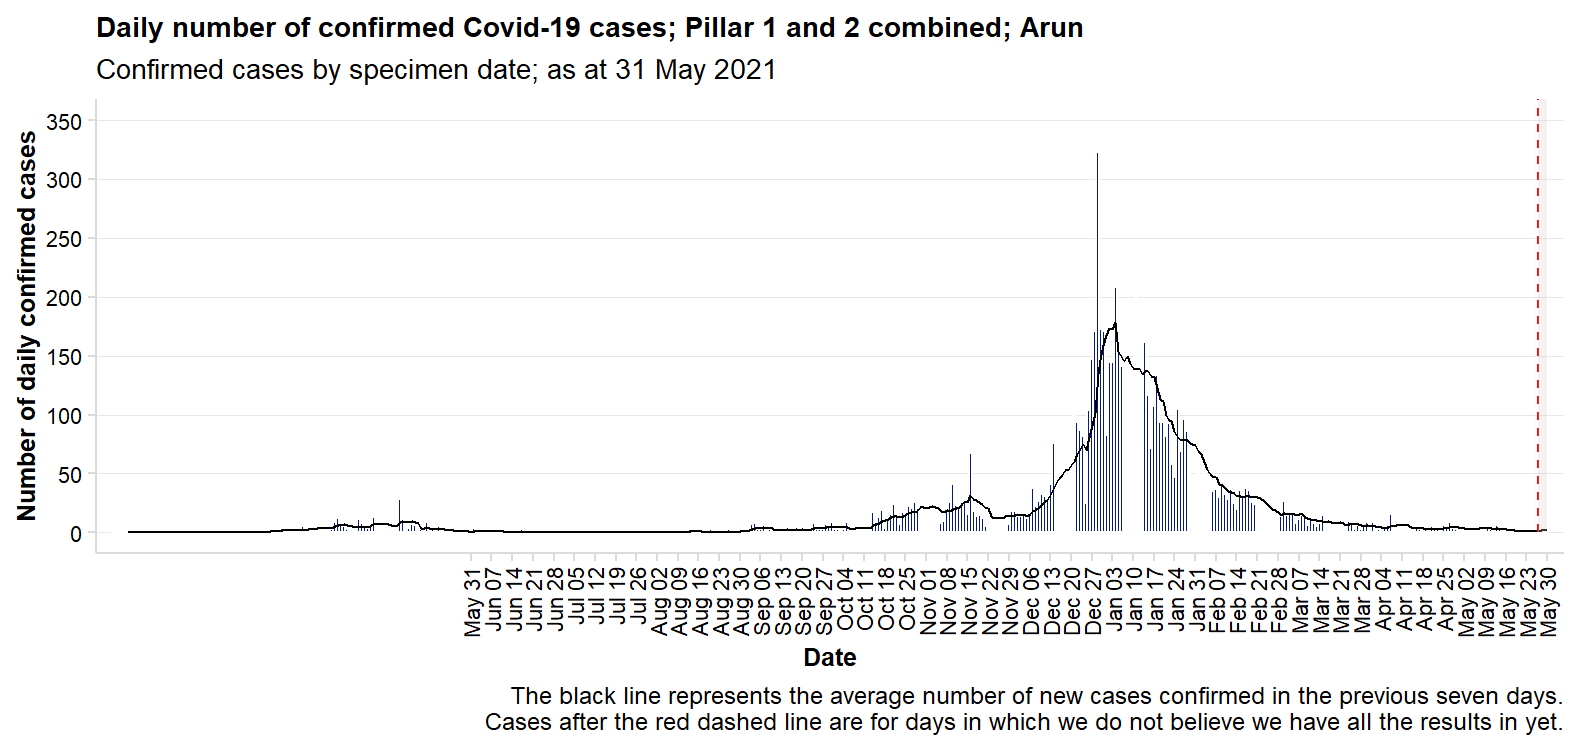 Daily number of confirmed Covid-19 cases; Pillar 1 and 2 combined; Arun
Confirmed cases by specimen date; as at 31 May 2021
Number of daily confirmed cases
350
300
250
200
150
100
50
0
May 31
Jun 07
Jun 14
Jun 21
Jun 28
Jul 05
Jul 12
Jul 19
Jul 26
Aug 02
Aug 09
Aug 16
Aug 23
Aug 30
Sep 06
Sep 13
Sep 20
Sep 27
Oct 04
Oct 11
Oct 18
Oct 25
Nov 01
Nov 08
Nov 15
Nov 22
Nov 29
Dec 06
Dec 13
Dec 20
Dec 27
Jan 03
Jan 10
Jan 17
Jan 24
Jan 31
Feb 07
Feb 14
Feb 21
Feb 28
Mar 07
Mar 14
Mar 21
Mar 28
Apr 04
Apr 11
Apr 18
Apr 25
May 02
May 09
May 16
May 23
May 30
Date
The black line represents the average number of new cases confirmed in the previous seven days.
Cases after the red dashed line are for days in which we do not believe we have all the results in yet.